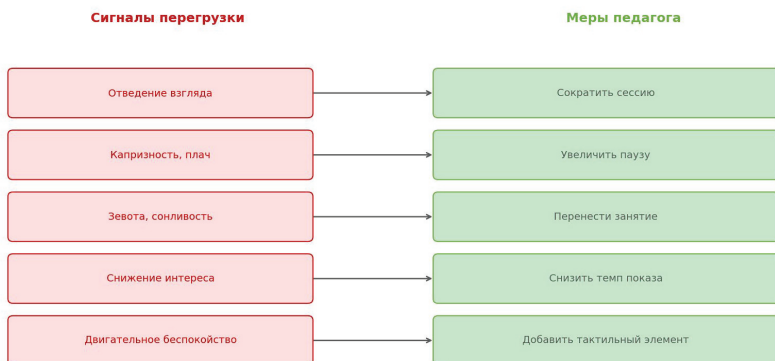 Сигналы перегрузки
Меры педагога
Отведение взгляда
Сократить сессию
Капризность, плач
Увеличить паузу
Зевота, сонливость
Перенести занятие
Снижение интереса
Снизить темп показа
Двигательное беспокойство
Добавить тактильный элемент